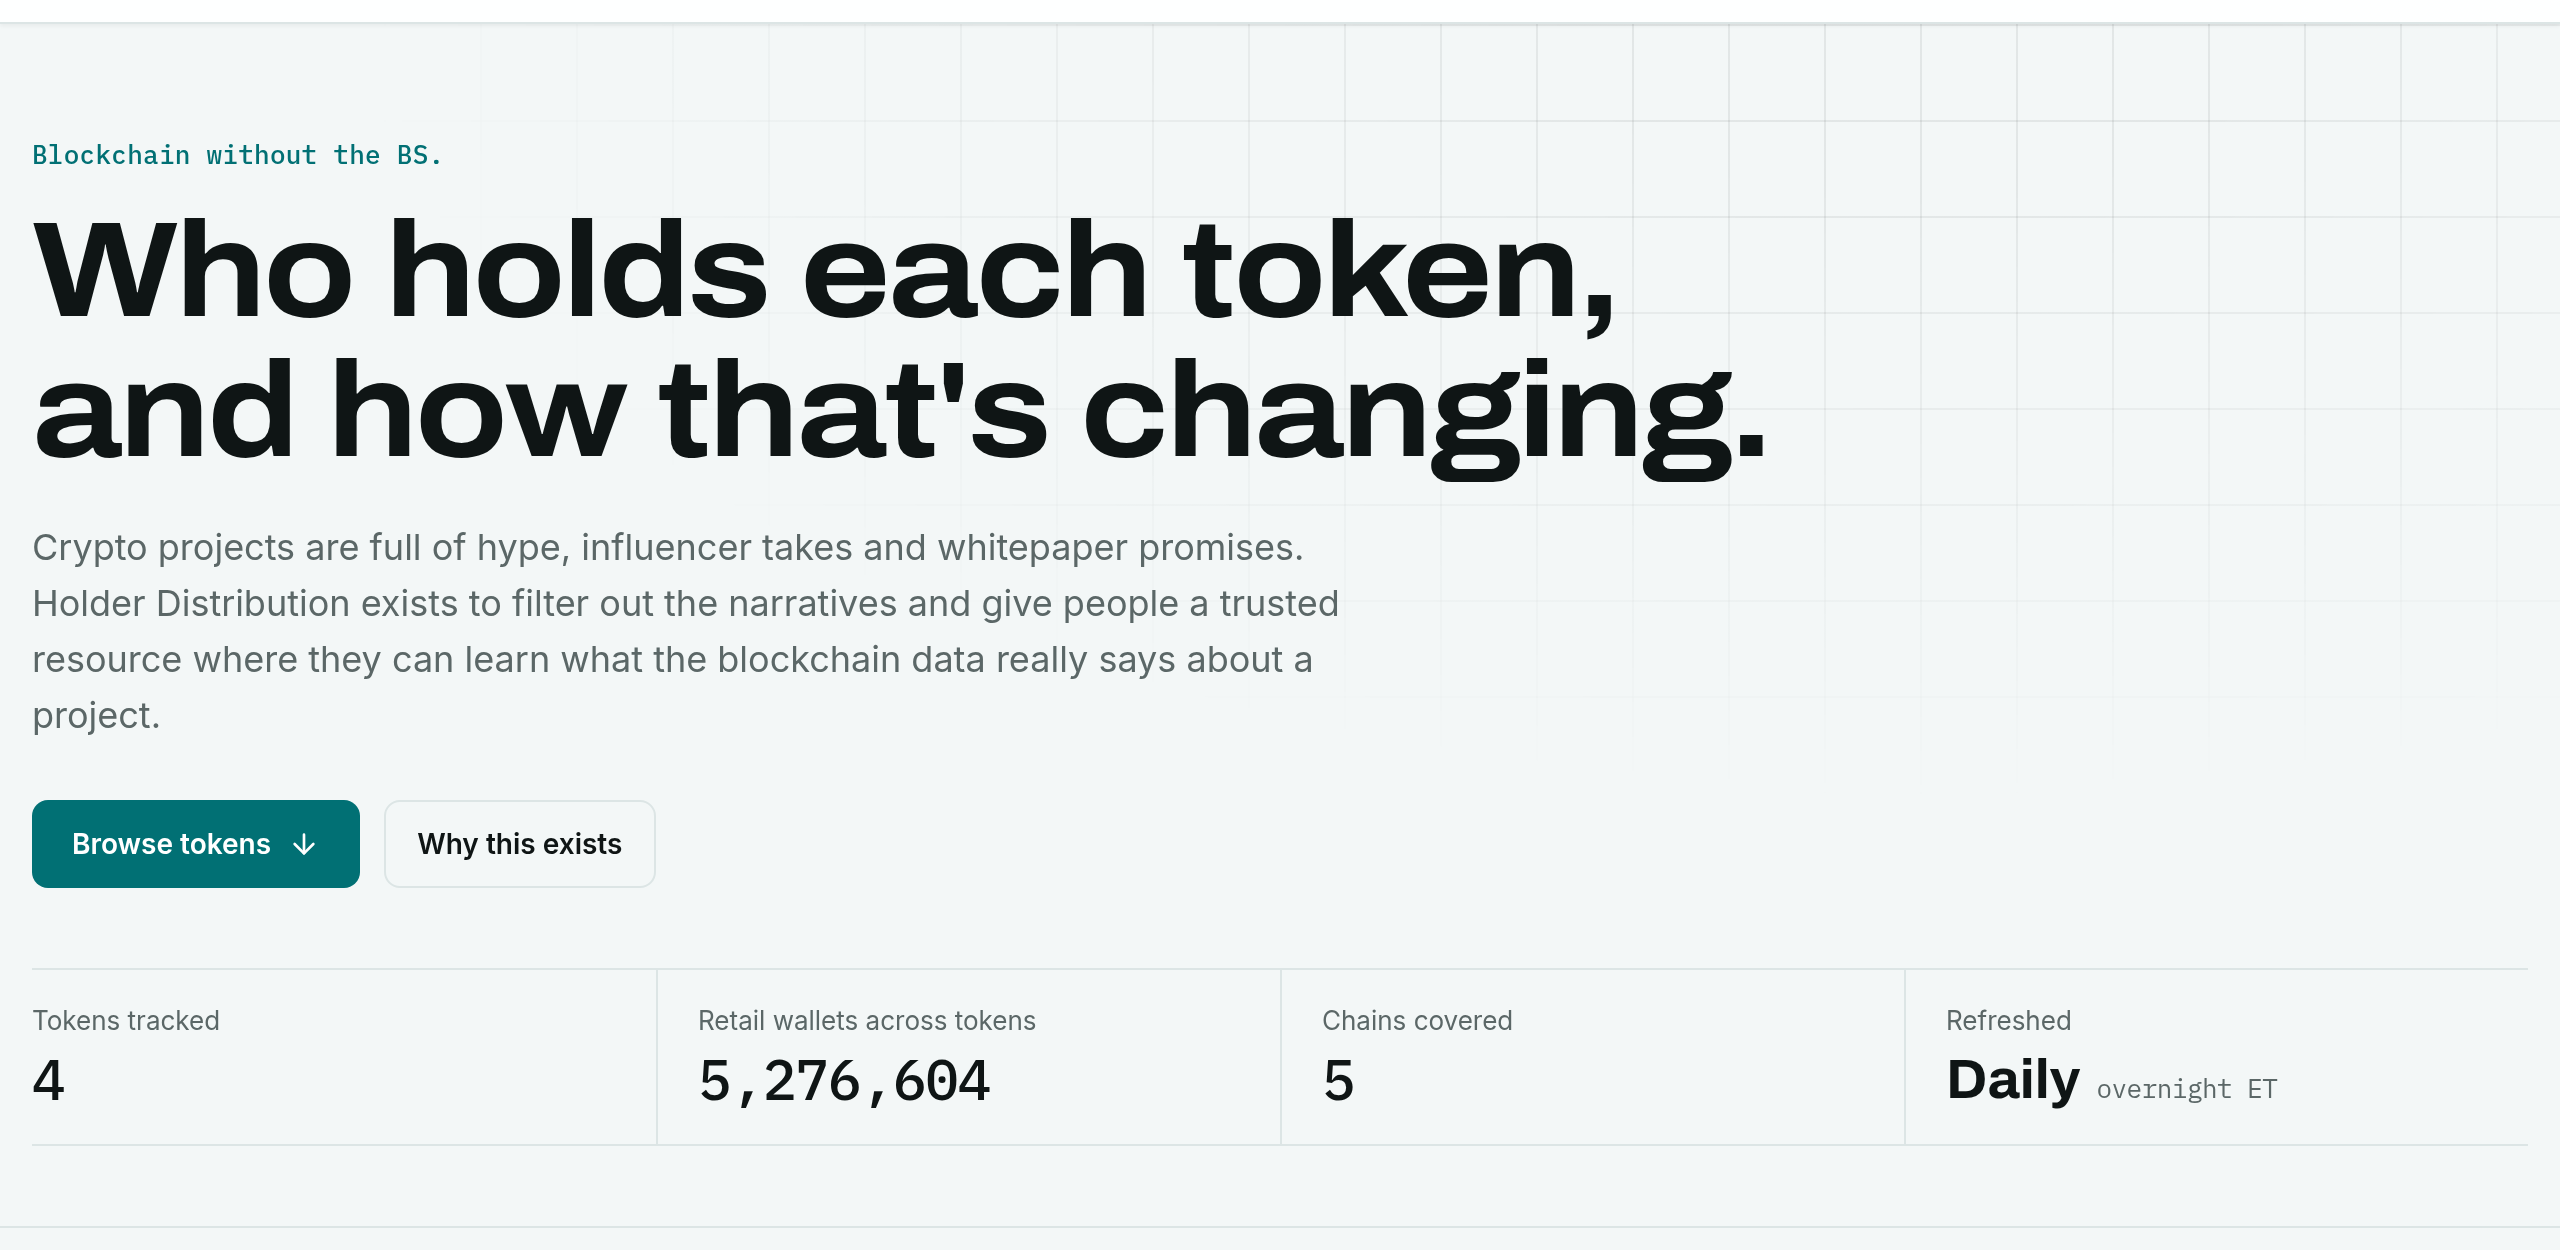 Blockchain without the BS.
Who holds each token,
and how that's changing.
Crypto projects are full of hype, influencer takes and whitepaper promises.
Holder Distribution exists to filter out the narratives and give people a trusted
resource where they can learn what the blockchain data really says about a
project.
Browse tokens ↓
Why this exists
Tokens tracked
4
Retail wallets across tokens
5,276,604
Chains covered
5
Refreshed
Daily overnight ET